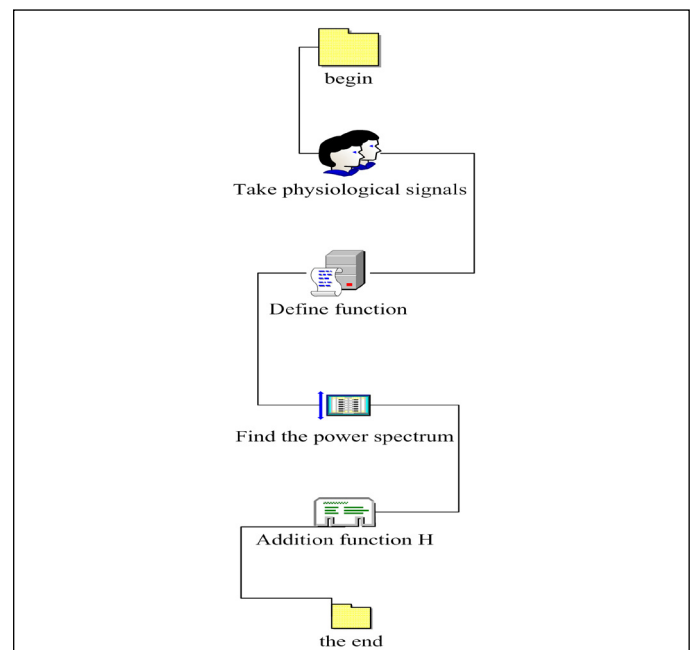 begin
Take physiological signals
Define function
Find the power spectrum
Addition function H
the end